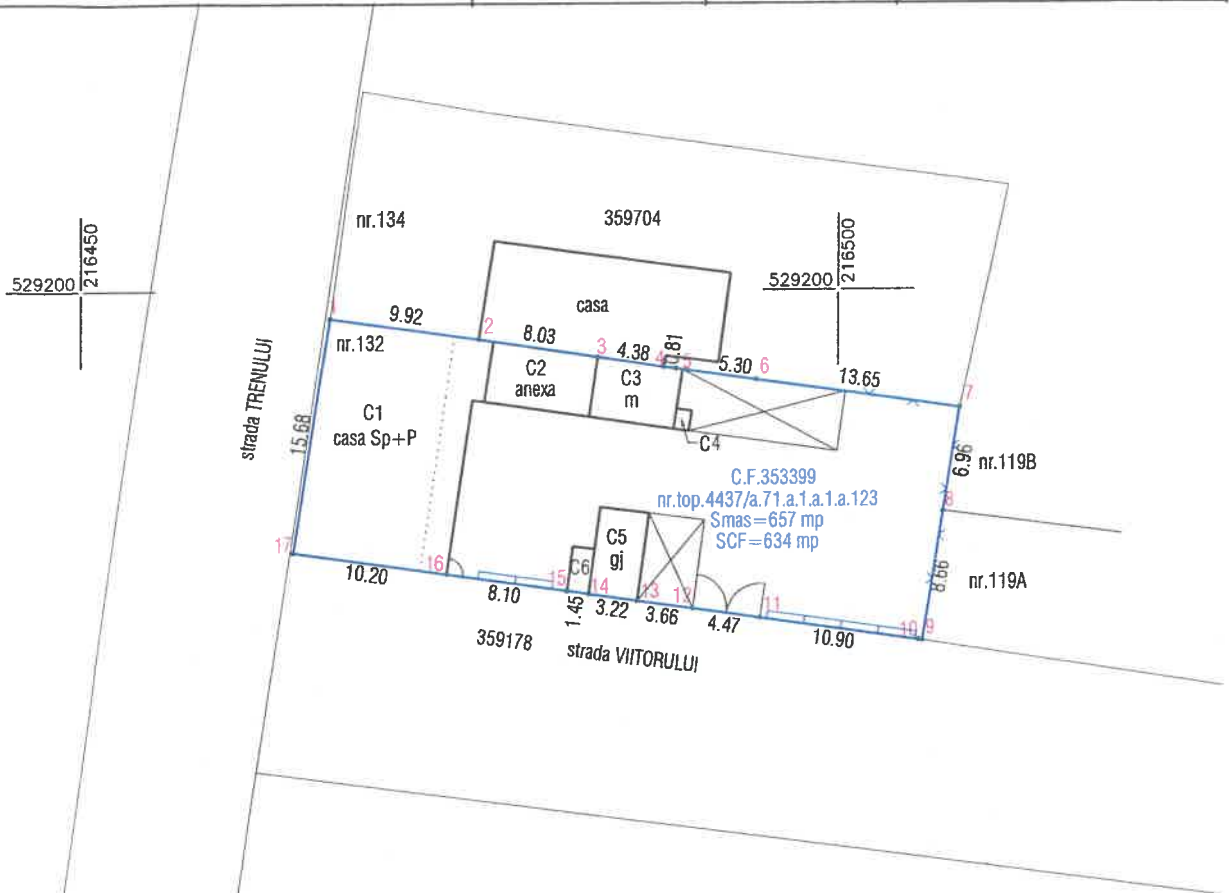 nr.134
359704
216450
529200
216500
529200
casa
1
9.92
2
8.03
3
4.38
4
0.81
5
5.30
6
13.65
7
nr.132
C2
anexa
C3
m
C4
C1
casa Sp+P
strada TRENULUI
15.68
6.96
nr.119B
8
C.F.353399
nr.top.4437/a.71.a.1.a.1.a.123
Smas=657 mp
SCF=634 mp
8.66
nr.119A
C5
gj
C6
17
10.20
16
8.10
15
1.45
14
3.22
13
3.66
12
4.47
11
10.90
10
9
359178
strada VIITORULUI